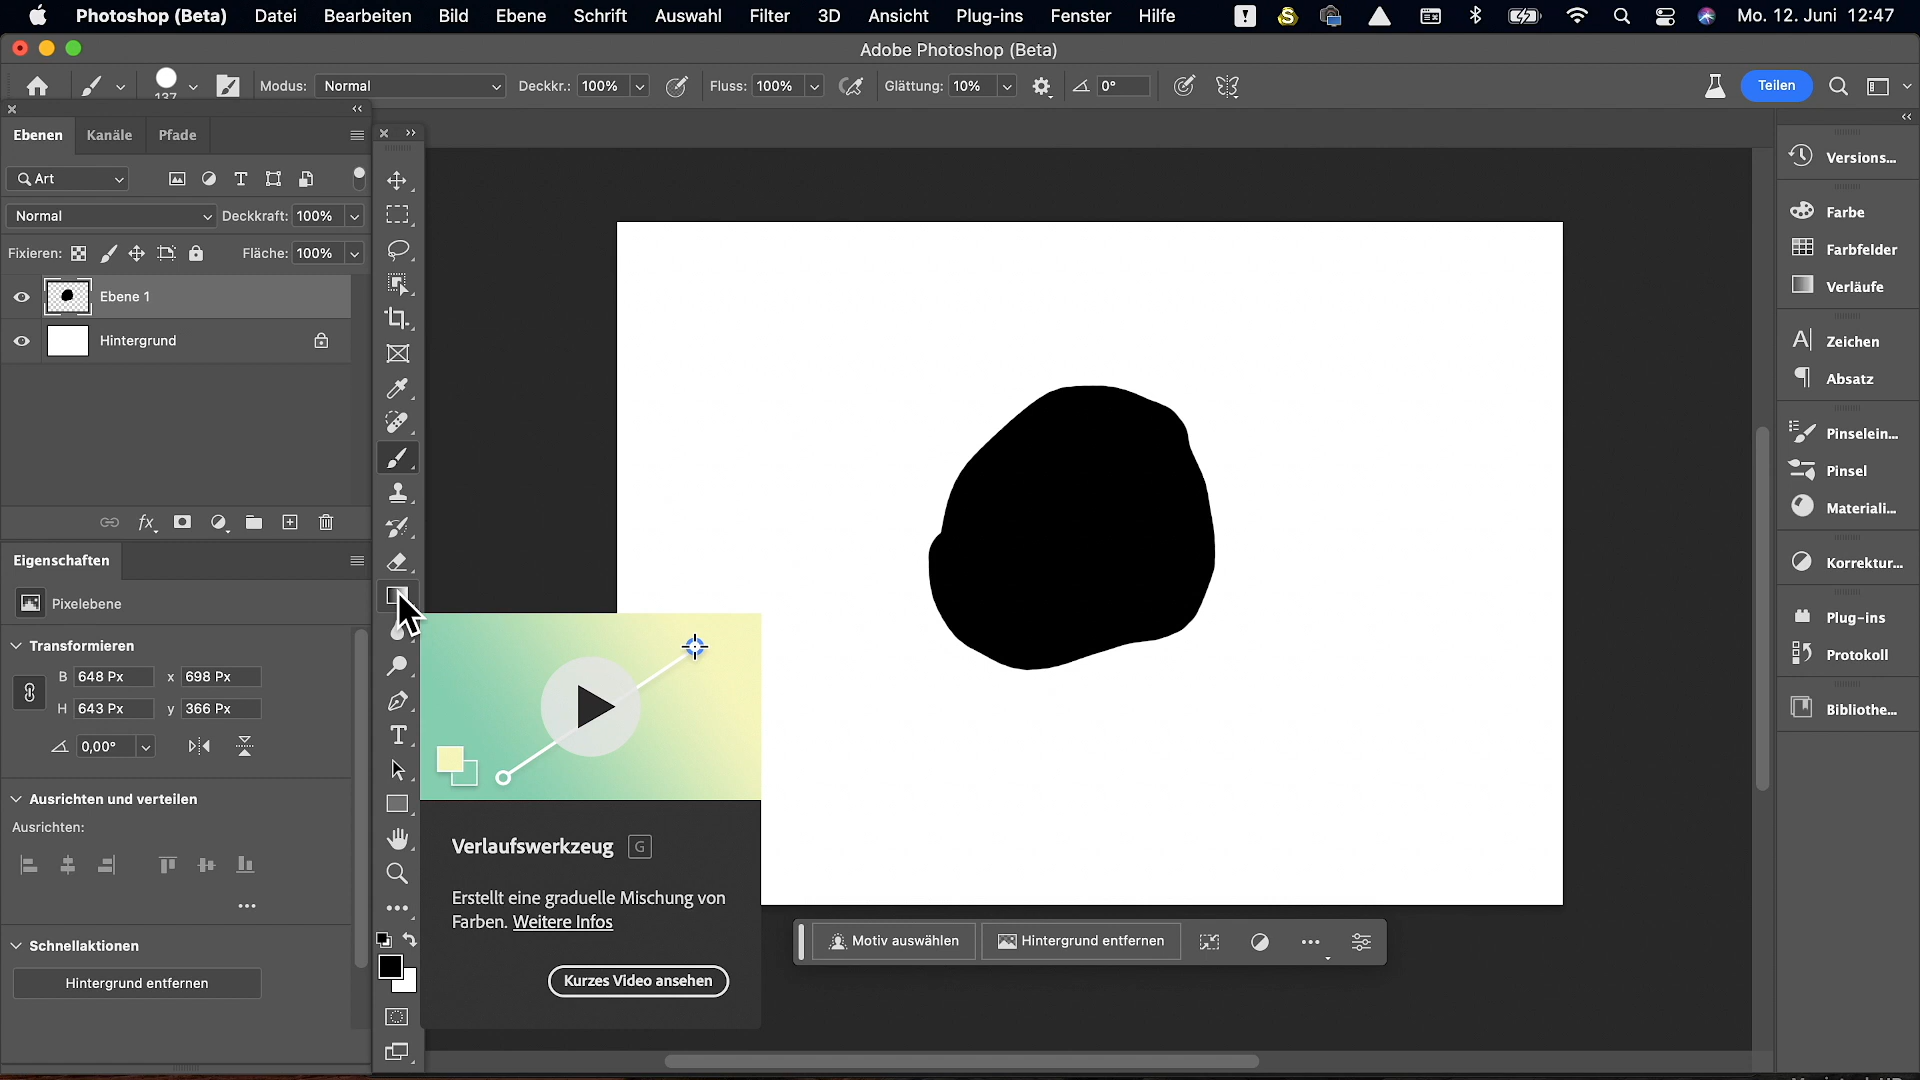 Photoshop (Beta) Datei Bearbeiten Bild Ebene Schrift Auswahl Filter 3D Ansicht Plug-ins Fenster Hilfe Mo. 12. Juni 12:47
Adobe Photoshop (Beta)
137 Modus: Normal Deckkr.: 100% Fluss: 100% Glättung: 10% 0° Teilen
Ebenen Kanäle Pfade
Art
Normal Deckkraft: 100%
Fixieren: Fläche: 100%
Ebene 1
Hintergrund
fx
Eigenschaften
Pixelebene
Transformieren
B 648 Px x 698 Px
H 643 Px y 366 Px
0,00°
Ausrichten und verteilen
Ausrichten:
Schnellaktionen
Hintergrund entfernen
Verlaufswerkzeug G
Erstellt eine graduelle Mischung von
Farben. Weitere Infos
Kurzes Video ansehen
Motiv auswählen Hintergrund entfernen
Versions...
Farbe
Farbfelder
Verläufe
Zeichen
Absatz
Pinselein...
Pinsel
Materiali...
Korrektur...
Plug-ins
Protokoll
Bibliothe...